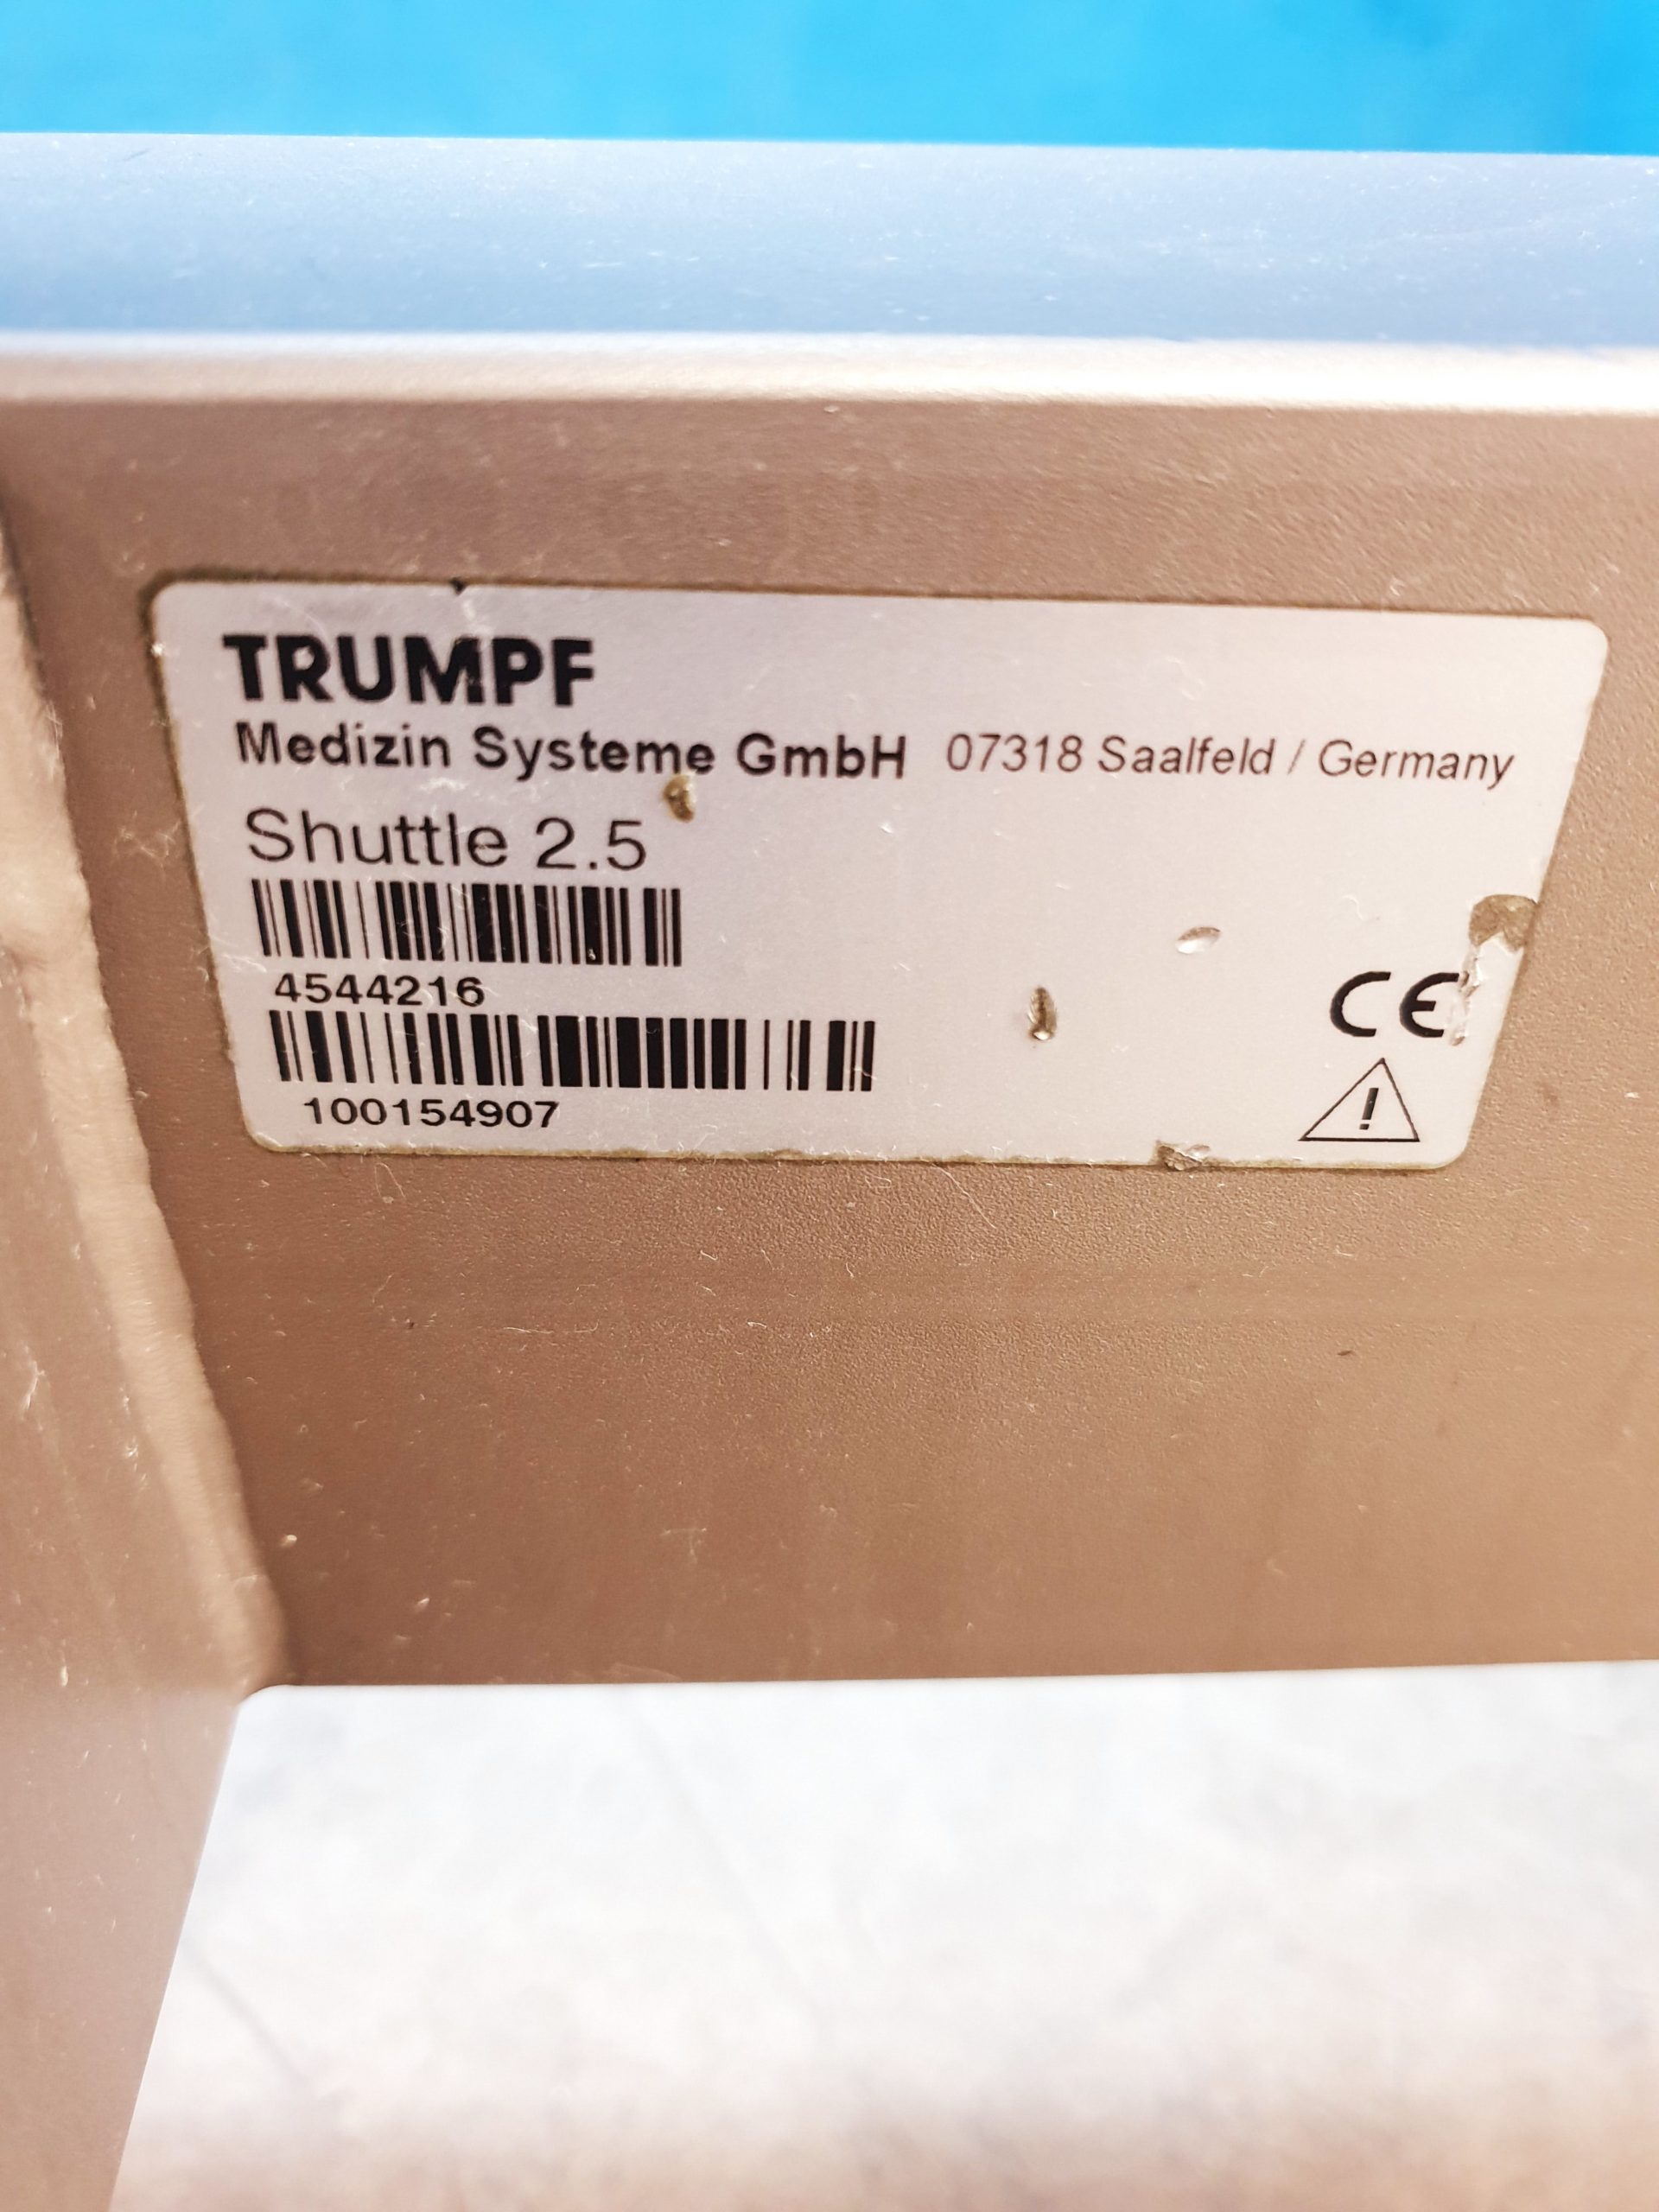 TRUMPF
Medizin Systeme GmbH 07318 Saalfeld / Germany
Shuttle 2.5
4544216
100154907
CE
!